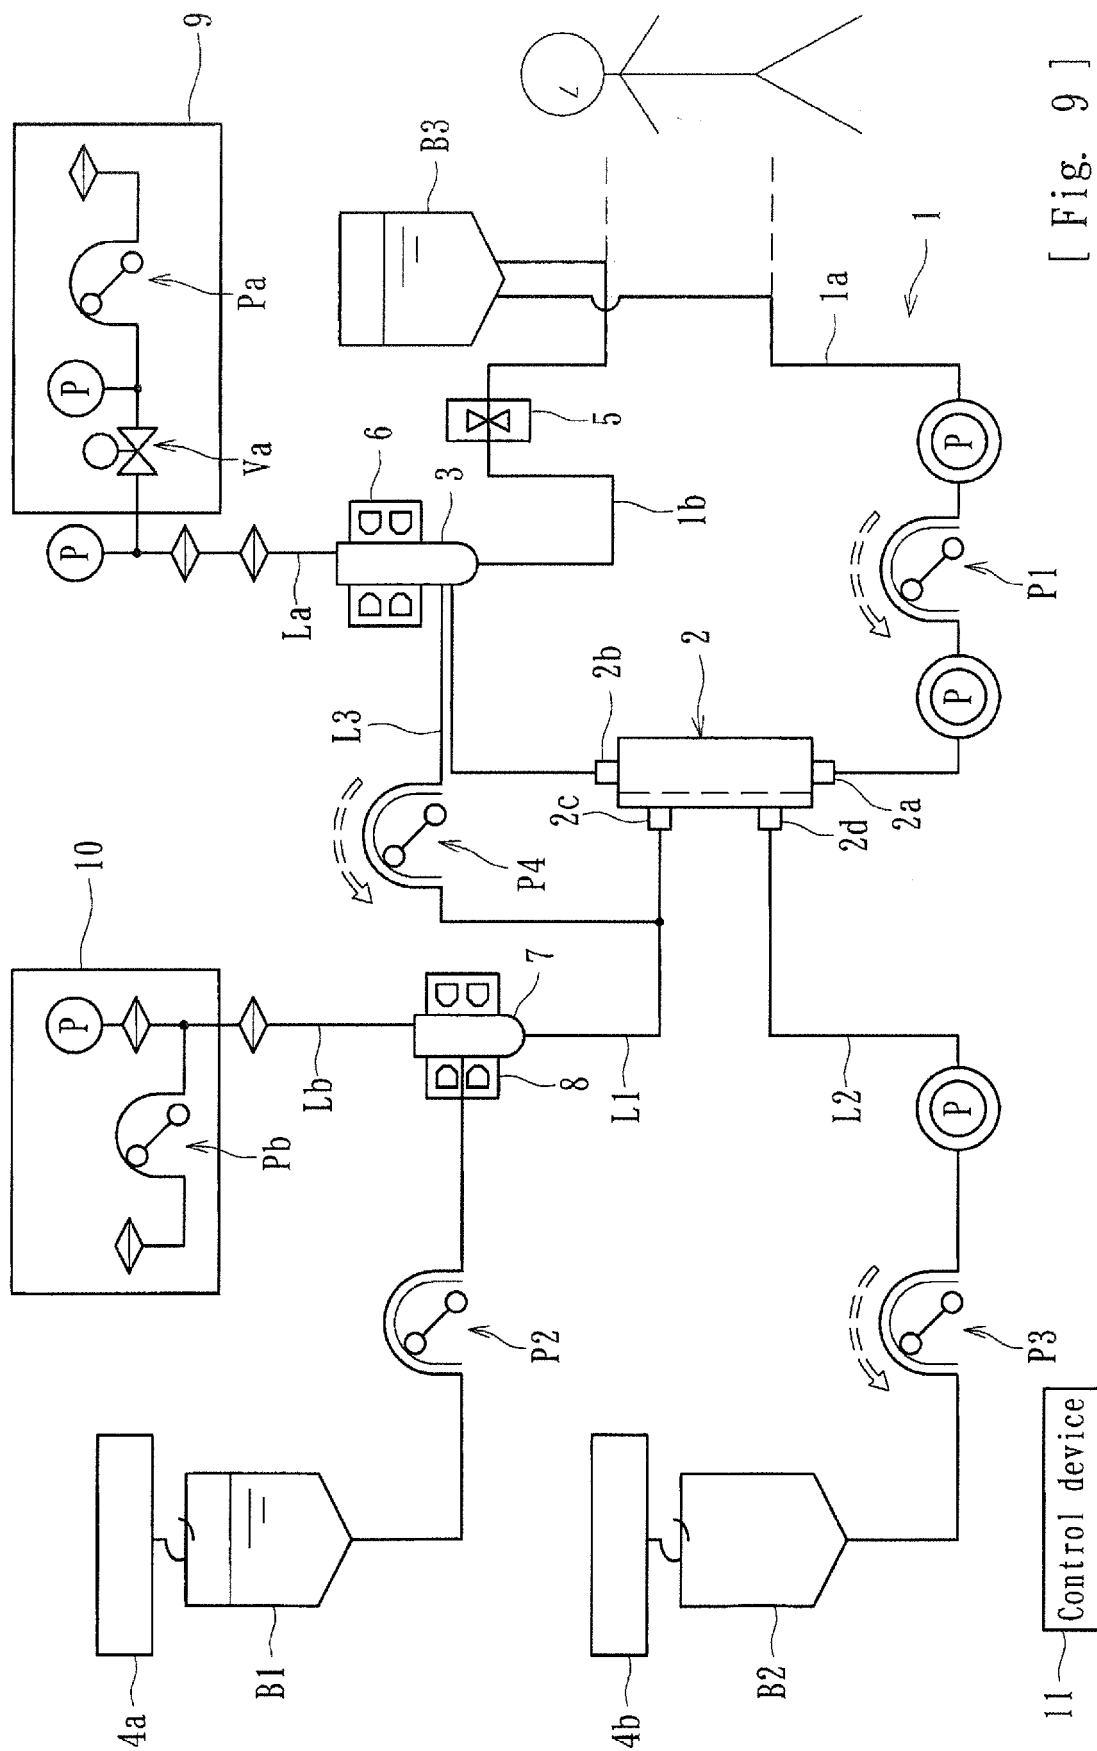 9
Pa
P
Va
P
La
6
3
5
B3
1b
1a
1
P
P1
P
2
2b
2a
2c
2d
L3
P4
10
P
Pb
Lb
7
8
L1
L2
P
P2
P3
4a
B1
4b
B2
11
Control device
[ Fig. 9 ]